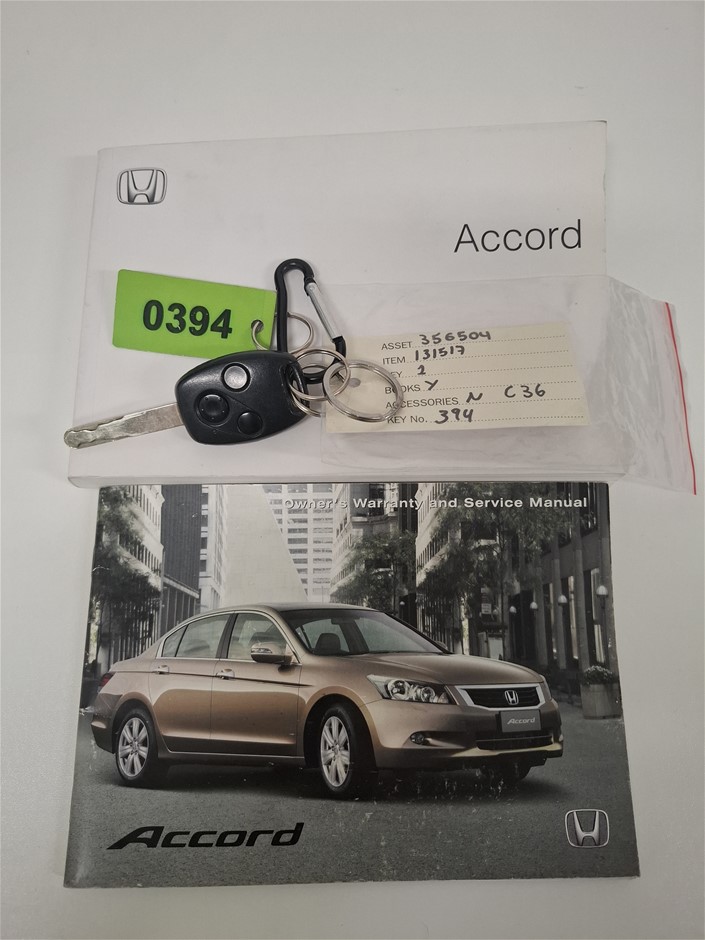 Accord
0394
ASSET 356504
ITEM 131517
KEY 2
BOOKS Y
ACCESSORIES N C36
KEY No. 394
Owner's Warranty and Service Manual
Accord
Accord